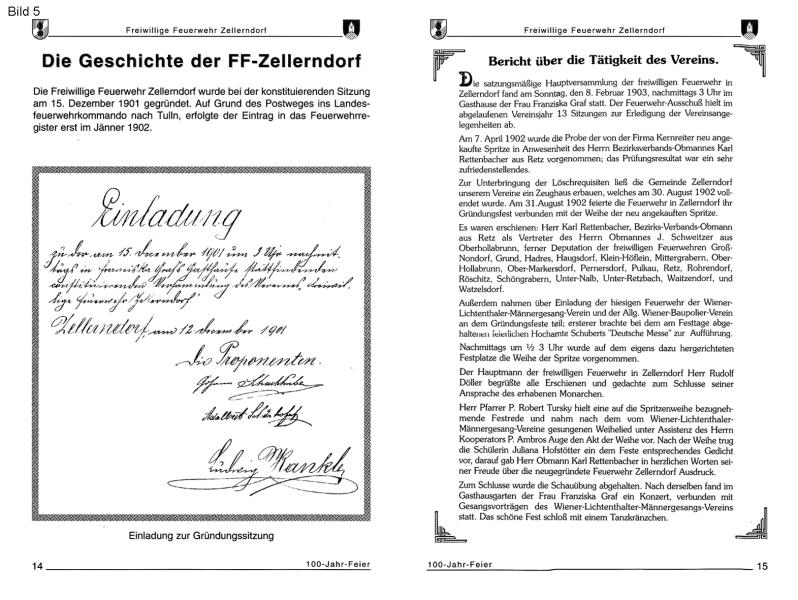 Bild 5
Freiwillige Feuerwehr Zellerndorf
Die Geschichte der FF-Zellerndorf
Die Freiwillige Feuerwehr Zellerndorf wurde bei der konstituierenden Sitzung
am 15. Dezember 1901 gegründet. Auf Grund des Postweges ins Landes-
feuerwehrkommando nach Tulln, erfolgte der Eintrag in das Feuerwehrre-
gister erst im Jänner 1902.
Einladung
zu der am 15. December 1901 um 3 Uhr nachmit-
tags in Franciska Grafs Gasthause stattfindenden
constituirenden Versammlung des Vereines „Freiwil-
lige Feuerwehr Zellerndorf"
Zellerndorf, am 12 December 1901
Die Proponenten.
Johann
Adalbert
Ludwig Mankly
Einladung zur Gründungssitzung
14
100-Jahr-Feier
Freiwillige Feuerwehr Zellerndorf
Bericht über die Tätigkeit des Vereins.
Die satzungsmäßige Hauptversammlung der freiwilligen Feuerwehr in
Zellerndorf fand am Sonntag, den 8. Februar 1903, nachmittags 3 Uhr im
Gasthause der Frau Franziska Graf statt. Der Feuerwehr-Ausschuß hielt im
abgelaufenen Vereinsjahr 13 Sitzungen zur Erledigung der Vereinsange-
legenheiten ab.
Am 7. April 1902 wurde die Probe der von der Firma Kernreiter neu ange-
kaufte Spritze in Anwesenheit des Herrn Bezirksverbands-Obmannes Karl
Rettenbacher aus Retz vorgenommen; das Prüfungsresultat war ein sehr
zufriedenstellendes.
Zur Unterbringung der Löschrequisiten ließ die Gemeinde Zellerndorf
unserem Vereine ein Zeughaus erbauen, welches am 30. August 1902 voll-
endet wurde. Am 31.August 1902 feierte die Feuerwehr in Zellerndorf ihr
Gründungsfest verbunden mit der Weihe der neu angekauften Spritze.
Es waren erschienen: Herr Karl Rettenbacher, Bezirks-Verbands-Obmann
aus Retz als Vertreter des Herrn Obmannes J. Schweitzer aus
Oberhollabrunn, ferner Deputation der freiwilligen Feuerwehren Groß-
Nondorf, Grund, Hadres, Haugsdorf, Klein-Höflein, Mittergrabern, Ober-
Hollabrunn, Ober-Markersdorf, Pernersdorf, Pulkau, Retz, Rohrendorf,
Röschitz, Schöngrabern, Unter-Nalb, Unter-Retzbach, Waitzendorf, und
Watzelsdorf.
Außerdem nahmen über Einladung der hiesigen Feuerwehr der Wiener-
Lichtenthaler-Männergesang-Verein und der Allg. Wiener-Baupolier-Verein
an dem Gründungsfeste teil; ersterer brachte bei dem am Festtage abge-
haltenen feierlichen Hochamte Schuberts "Deutsche Messe" zur Aufführung.
Nachmittags um ½ 3 Uhr wurde auf dem eigens dazu hergerichteten
Festplatze die Weihe der Spritze vorgenommen.
Der Hauptmann der freiwilligen Feuerwehr in Zellerndorf Herr Rudolf
Döller begrüßte alle Erschienen und gedachte zum Schlusse seiner
Ansprache des erhabenen Monarchen.
Herr Pfarrer P. Robert Tursky hielt eine auf die Spritzenweihe bezugneh-
mende Festrede und nahm nach dem vom Wiener-Lichtenthaler-
Männergesang-Vereine gesungenen Weihelied unter Assistenz des Herrn
Kooperators P. Ambros Auge den Akt der Weihe vor. Nach der Weihe trug
die Schülerin Juliana Hofstötter ein dem Feste entsprechendes Gedicht
vor, darauf gab Herr Obmann Karl Rettenbacher in herzlichen Worten sei-
ner Freude über die neugegründete Feuerwehr Zellerndorf Ausdruck.
Zum Schlusse wurde die Schauübung abgehalten. Nach derselben fand im
Gasthausgarten der Frau Franziska Graf ein Konzert, verbunden mit
Gesangsvorträgen des Wiener-Lichterthaler-Männergesangs-Vereins
statt. Das schöne Fest schloß mit einem Tanzkränzchen.
100-Jahr-Feier
15